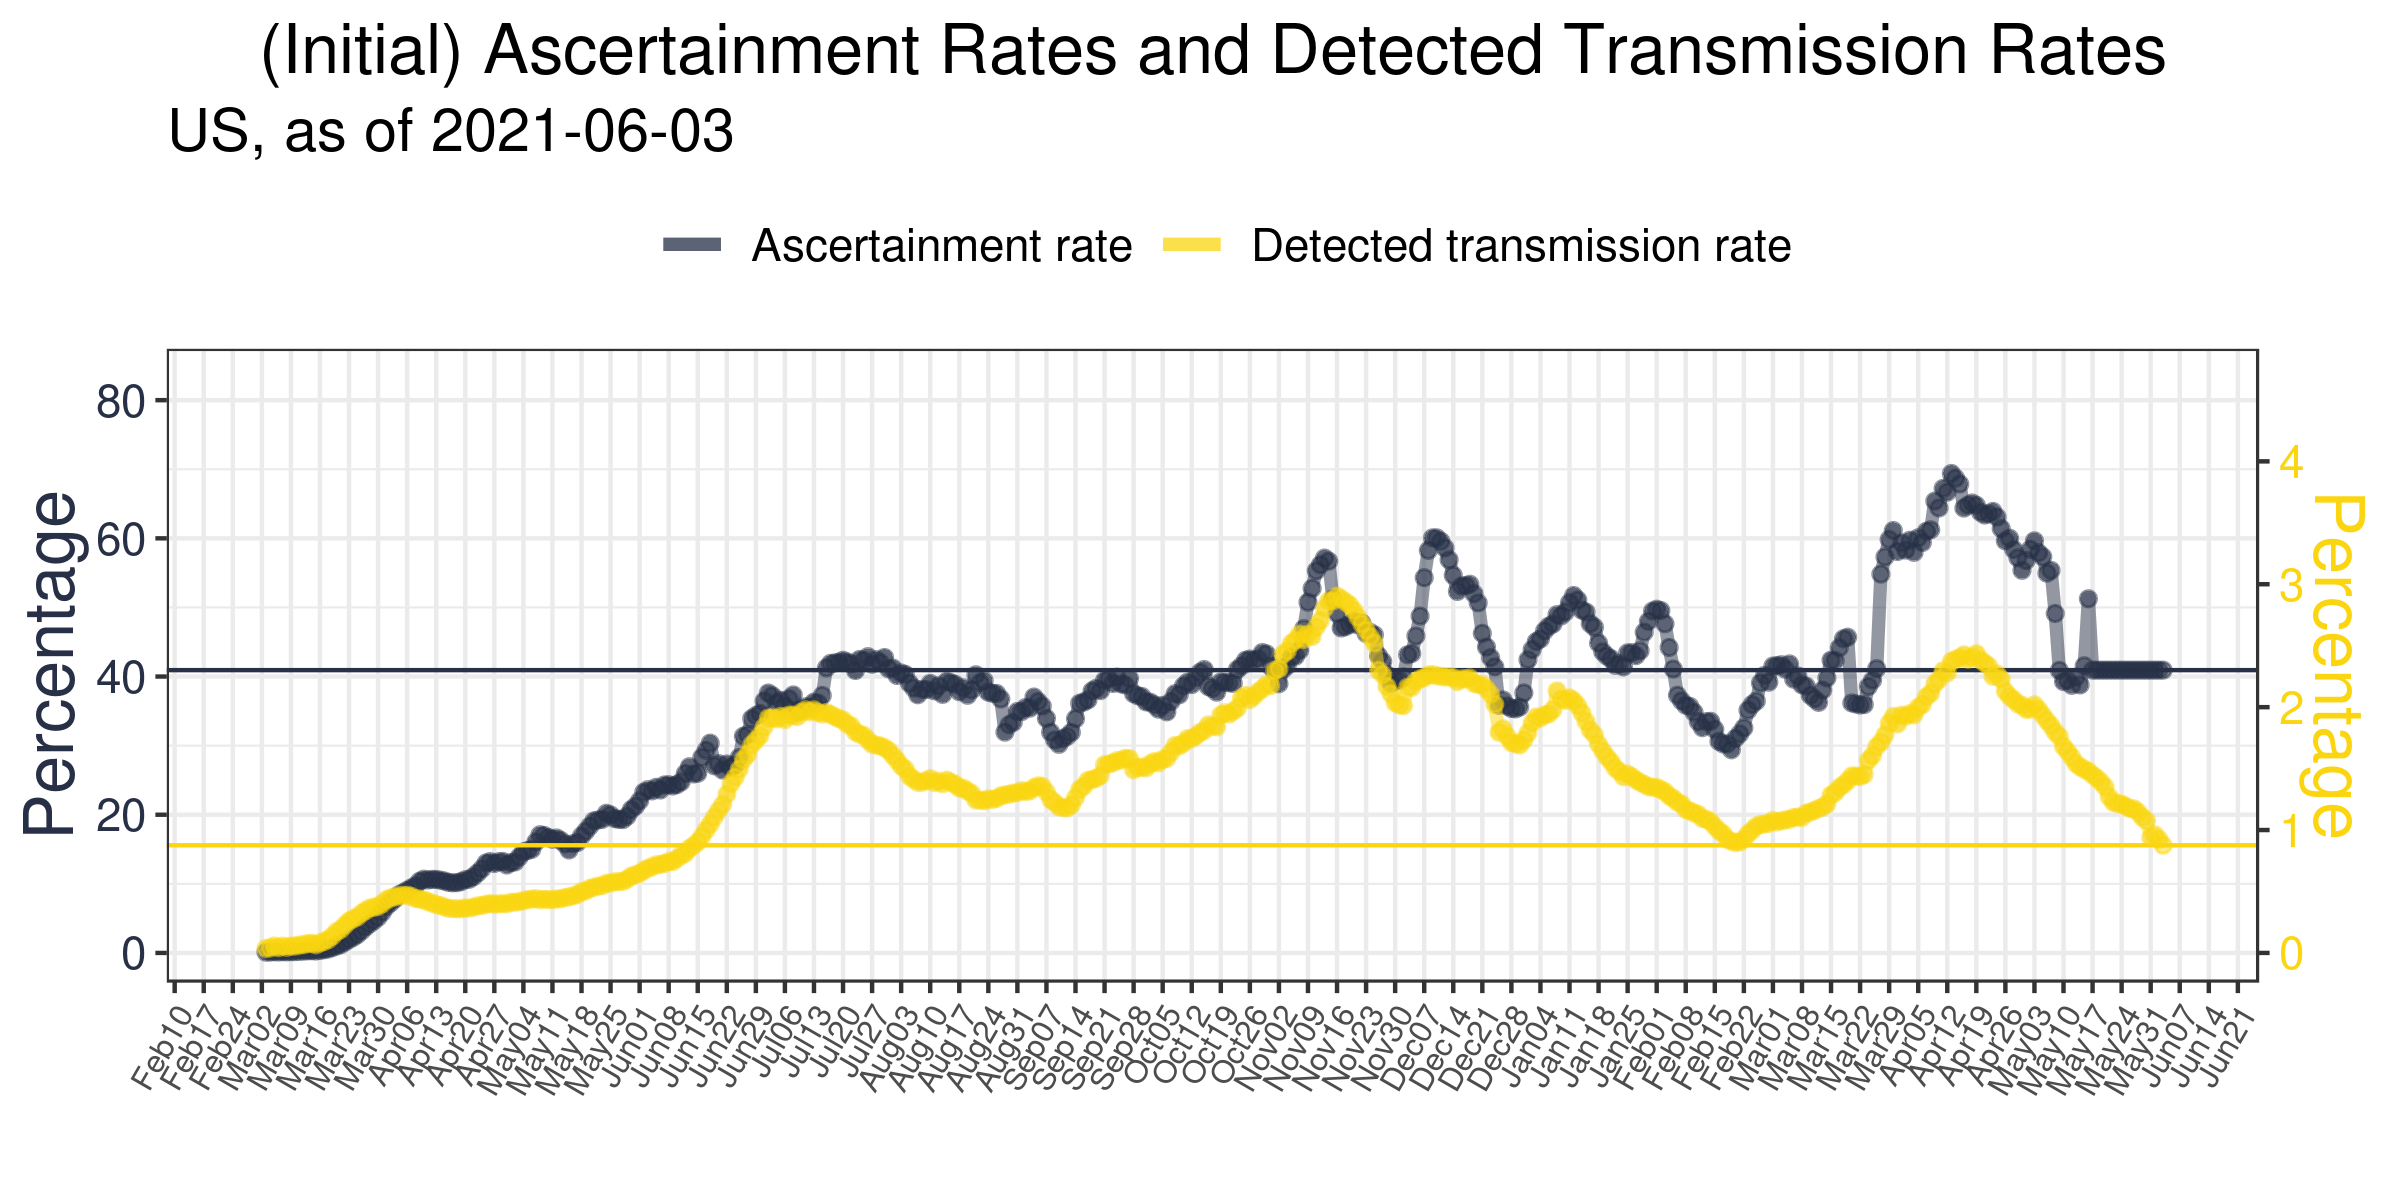 (Initial) Ascertainment Rates and Detected Transmission Rates
US, as of 2021-06-03
Ascertainment rate Detected transmission rate
Percentage
80
60
40
20
0
4
3
2
1
0
Percentage
Feb10
Feb17
Feb24
Mar02
Mar09
Mar16
Mar23
Mar30
Apr06
Apr13
Apr20
Apr27
May04
May11
May18
May25
Jun01
Jun08
Jun15
Jun22
Jun29
Jul06
Jul13
Jul20
Jul27
Aug03
Aug10
Aug17
Aug24
Aug31
Sep07
Sep14
Sep21
Sep28
Oct05
Oct12
Oct19
Oct26
Nov02
Nov09
Nov16
Nov23
Nov30
Dec07
Dec14
Dec21
Dec28
Jan04
Jan11
Jan18
Jan25
Feb01
Feb08
Feb15
Feb22
Mar01
Mar08
Mar15
Mar22
Mar29
Apr05
Apr12
Apr19
Apr26
May03
May10
May17
May24
May31
Jun07
Jun14
Jun21